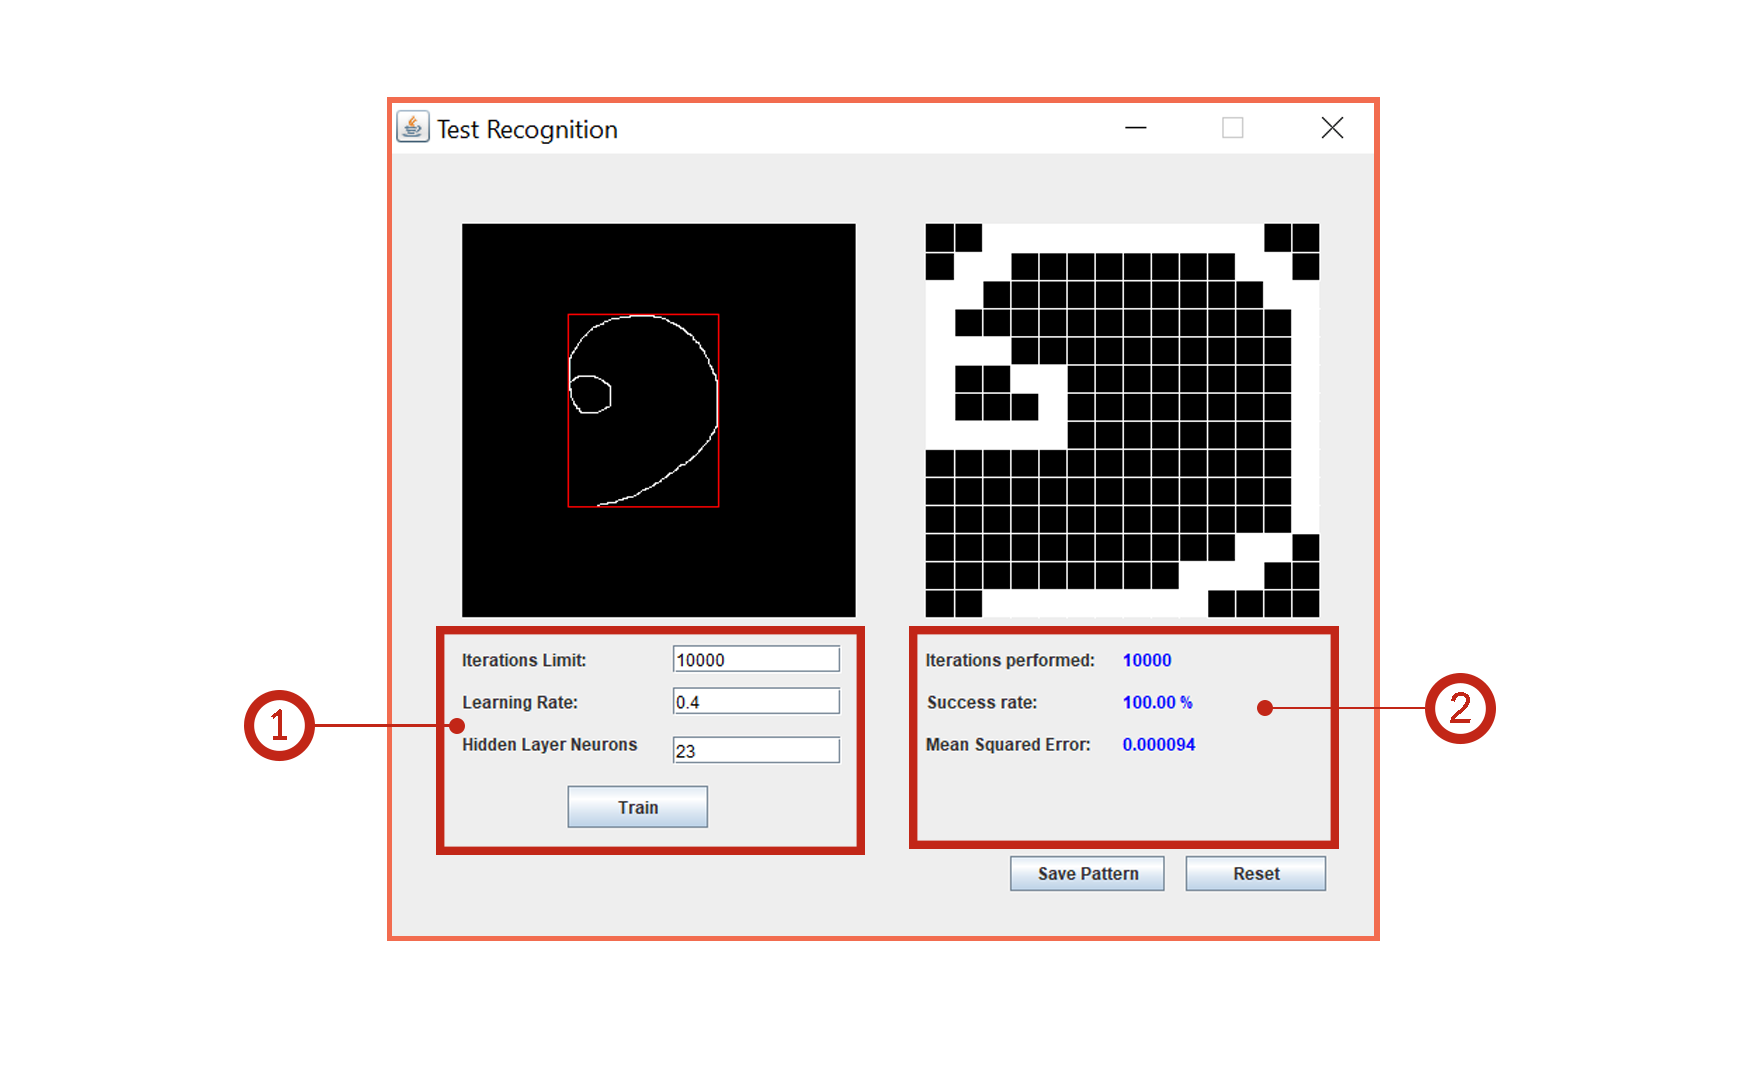 Test Recognition
Iterations Limit: 10000
Learning Rate: 0.4
Hidden Layer Neurons 23
Train
1
Iterations performed: 10000
Success rate: 100.00 %
Mean Squared Error: 0.000094
2
Save Pattern Reset